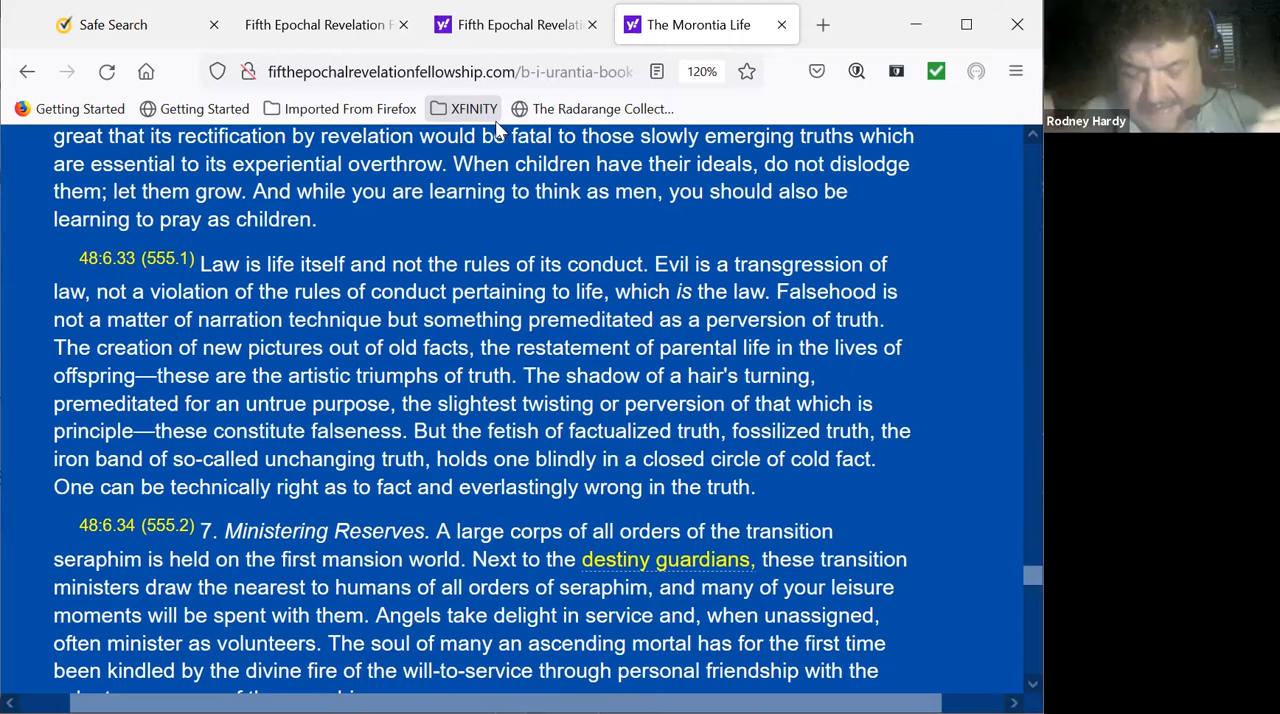 Safe Search
Fifth Epochal Revelation F
Fifth Epochal Revelati
The Morontia Life
fifthepochalrevelationfellowship.com/b-i-urantia-book
120%
Getting Started
Getting Started
Imported From Firefox
XFINITY
The Radarange Collect...
Rodney Hardy
great that its rectification by revelation would be fatal to those slowly emerging truths which
are essential to its experiential overthrow. When children have their ideals, do not dislodge
them; let them grow. And while you are learning to think as men, you should also be
learning to pray as children.
48:6.33 (555.1) Law is life itself and not the rules of its conduct. Evil is a transgression of
law, not a violation of the rules of conduct pertaining to life, which is the law. Falsehood is
not a matter of narration technique but something premeditated as a perversion of truth.
The creation of new pictures out of old facts, the restatement of parental life in the lives of
offspring—these are the artistic triumphs of truth. The shadow of a hair's turning,
premeditated for an untrue purpose, the slightest twisting or perversion of that which is
principle—these constitute falseness. But the fetish of factualized truth, fossilized truth, the
iron band of so-called unchanging truth, holds one blindly in a closed circle of cold fact.
One can be technically right as to fact and everlastingly wrong in the truth.
48:6.34 (555.2) 7. Ministering Reserves. A large corps of all orders of the transition
seraphim is held on the first mansion world. Next to the destiny guardians, these transition
ministers draw the nearest to humans of all orders of seraphim, and many of your leisure
moments will be spent with them. Angels take delight in service and, when unassigned,
often minister as volunteers. The soul of many an ascending mortal has for the first time
been kindled by the divine fire of the will-to-service through personal friendship with the